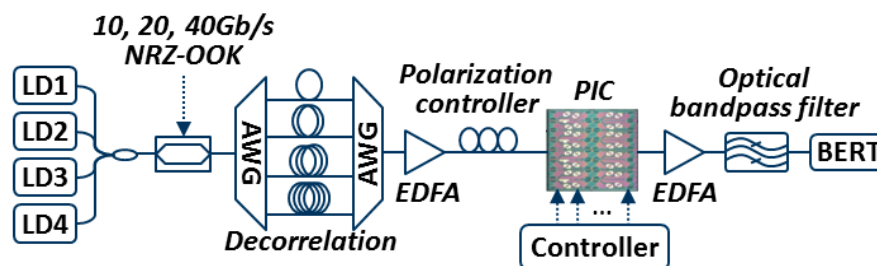 10, 20, 40Gb/s
NRZ-OOK
LD1
LD2
LD3
LD4
AWG
AWG
Decorrelation
EDFA
Polarization
controller
PIC
...
Controller
EDFA
Optical
bandpass filter
BERT